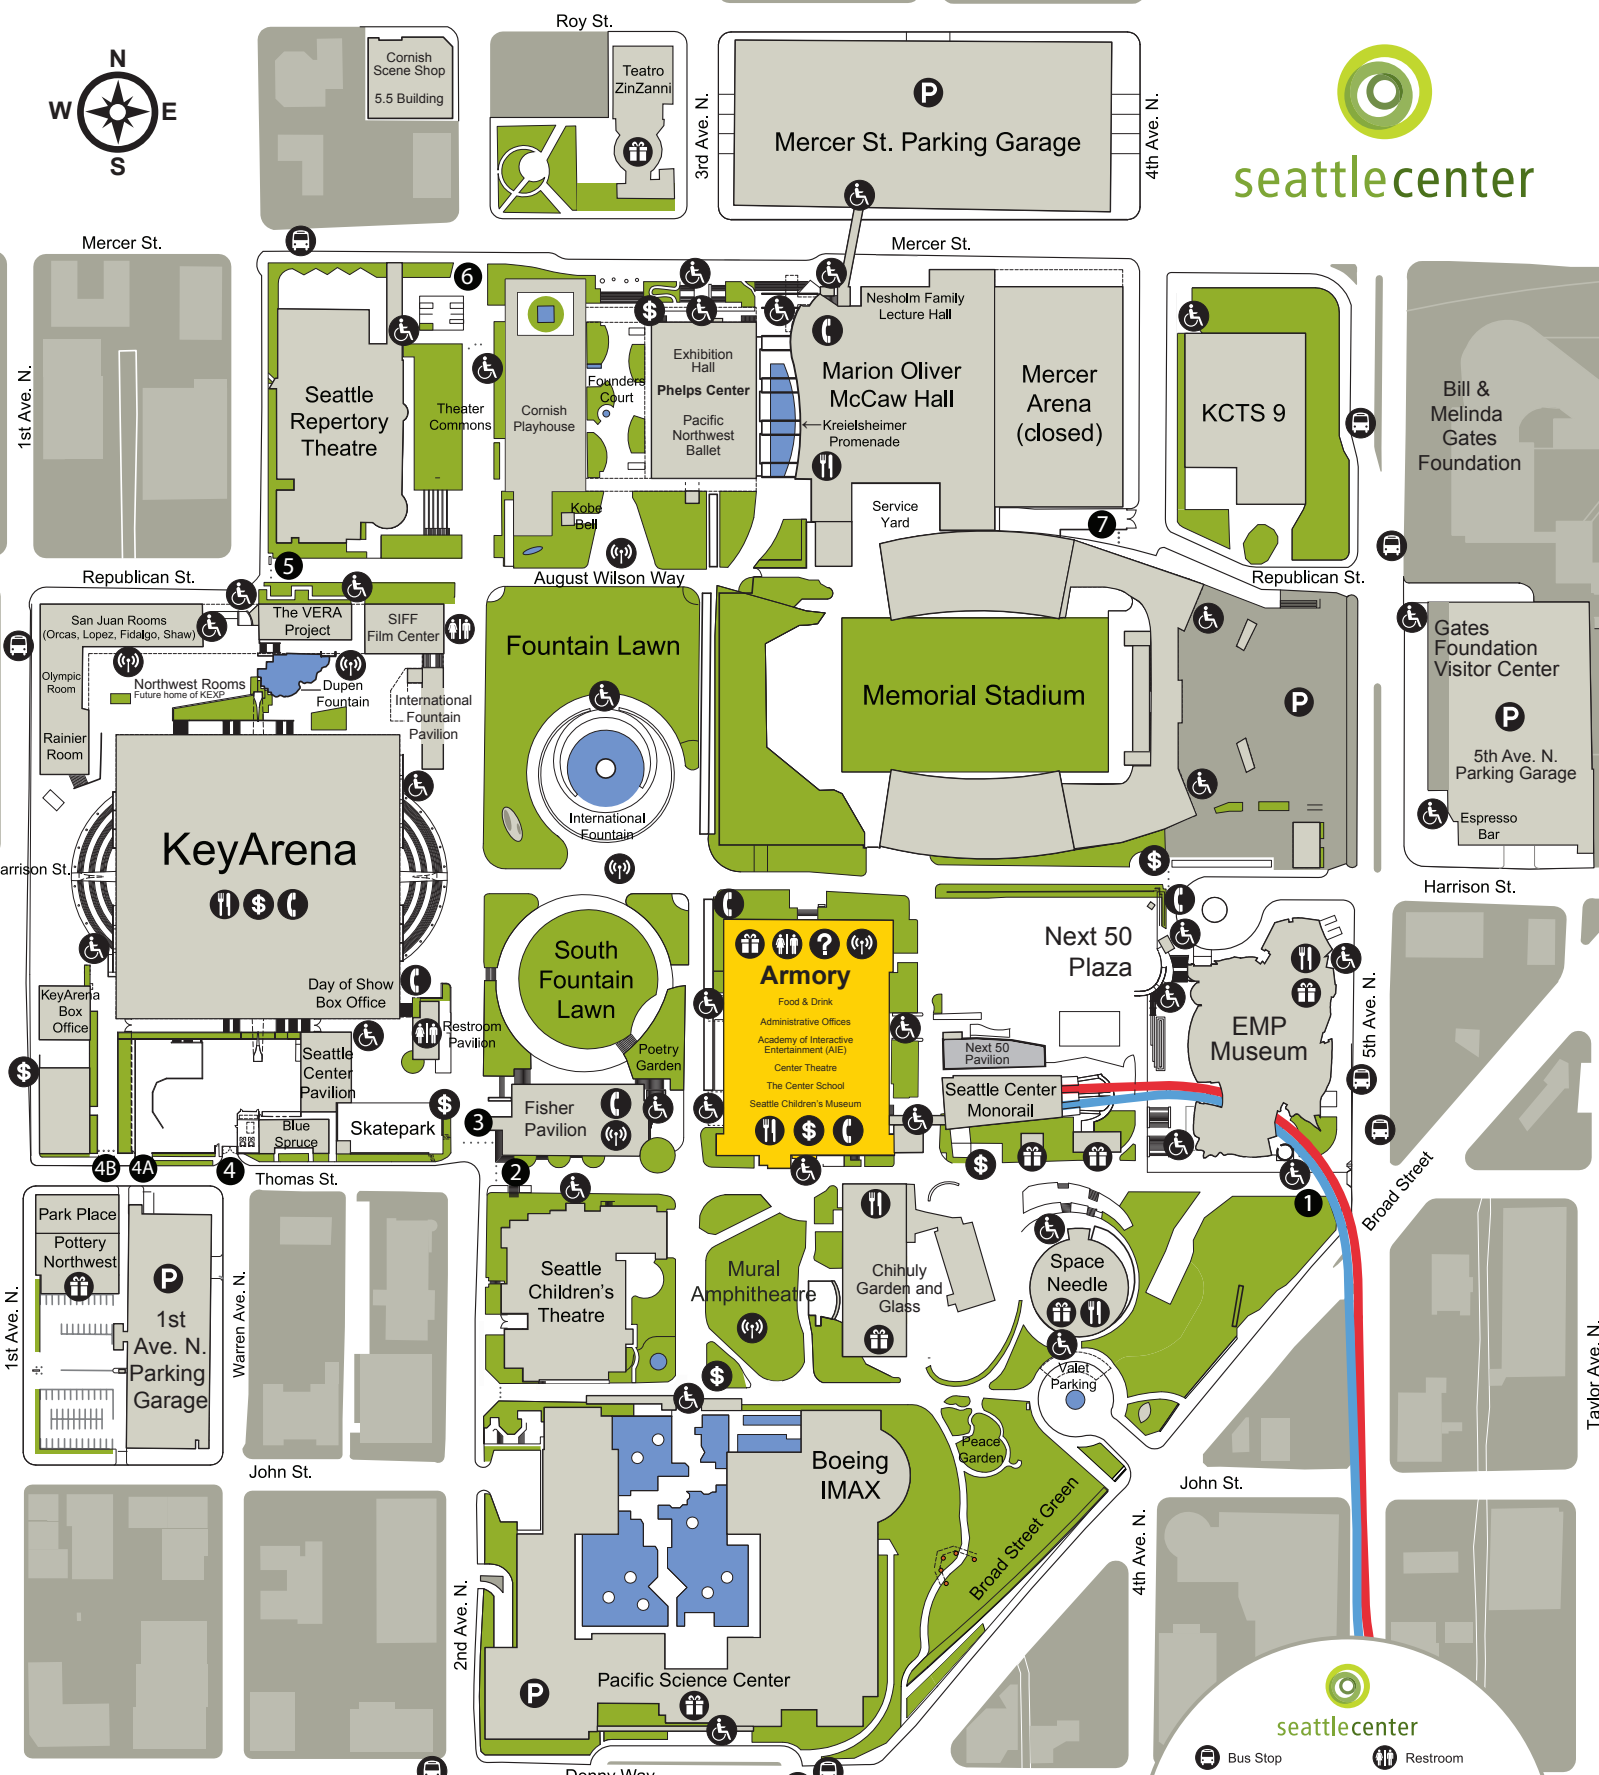 Roy St.
N
W E
S
Cornish
Scene Shop
5.5 Building
Teatro
ZinZanni
3rd Ave. N.
P
Mercer St. Parking Garage
4th Ave. N.
seattlecenter
Mercer St.
Mercer St.
6
1st Ave. N.
Seattle
Repertory
Theatre
Theater
Commons
Cornish
Playhouse
Founders
Court
$
Exhibition
Hall
Phelps Center
Pacific
Northwest
Ballet
Nesholm Family
Lecture Hall
Marion Oliver
McCaw Hall
Kreielsheimer
Promenade
Mercer
Arena
(closed)
KCTS 9
Bill &
Melinda
Gates
Foundation
Kobe
Bell
Service
Yard
7
5
Republican St.
August Wilson Way
Republican St.
San Juan Rooms
(Orcas, Lopez, Fidalgo, Shaw)
The VERA
Project
SIFF
Film Center
Olympic
Room
Northwest Rooms
Future home of KEXP
Dupen
Fountain
International
Fountain
Pavilion
Rainier
Room
Fountain Lawn
International
Fountain
Memorial Stadium
P
Gates
Foundation
Visitor Center
P
5th Ave. N.
Parking Garage
Espresso
Bar
KeyArena
$
arrison St.
$
Harrison St.
Day of Show
Box Office
KeyArena
Box
Office
Restroom
Pavilion
South
Fountain
Lawn
Poetry
Garden
?
Armory
Food & Drink
Administrative Offices
Academy of Interactive
Entertainment (AIE)
Center Theatre
The Center School
Seattle Children's Museum
$
Next 50
Plaza
Next 50
Pavilion
Seattle Center
Monorail
EMP
Museum
5th Ave. N.
$
Seattle
Center
Pavilion
Blue
Spruce
Skatepark
$
3
Fisher
Pavilion
$
2
4B
4A
4
Thomas St.
1
Broad Street
Park Place
Pottery
Northwest
P
1st
Ave. N.
Parking
Garage
1st Ave. N.
Warren Ave. N.
Seattle
Children's
Theatre
Mural
Amphitheatre
$
Chihuly
Garden and
Glass
Space
Needle
Valet
Parking
Taylor Ave. N.
John St.
Boeing
IMAX
Peace
Garden
Broad Street Green
John St.
4th Ave. N.
2nd Ave. N.
Pacific Science Center
P
seattlecenter
Bus Stop
Restroom
Denny Way